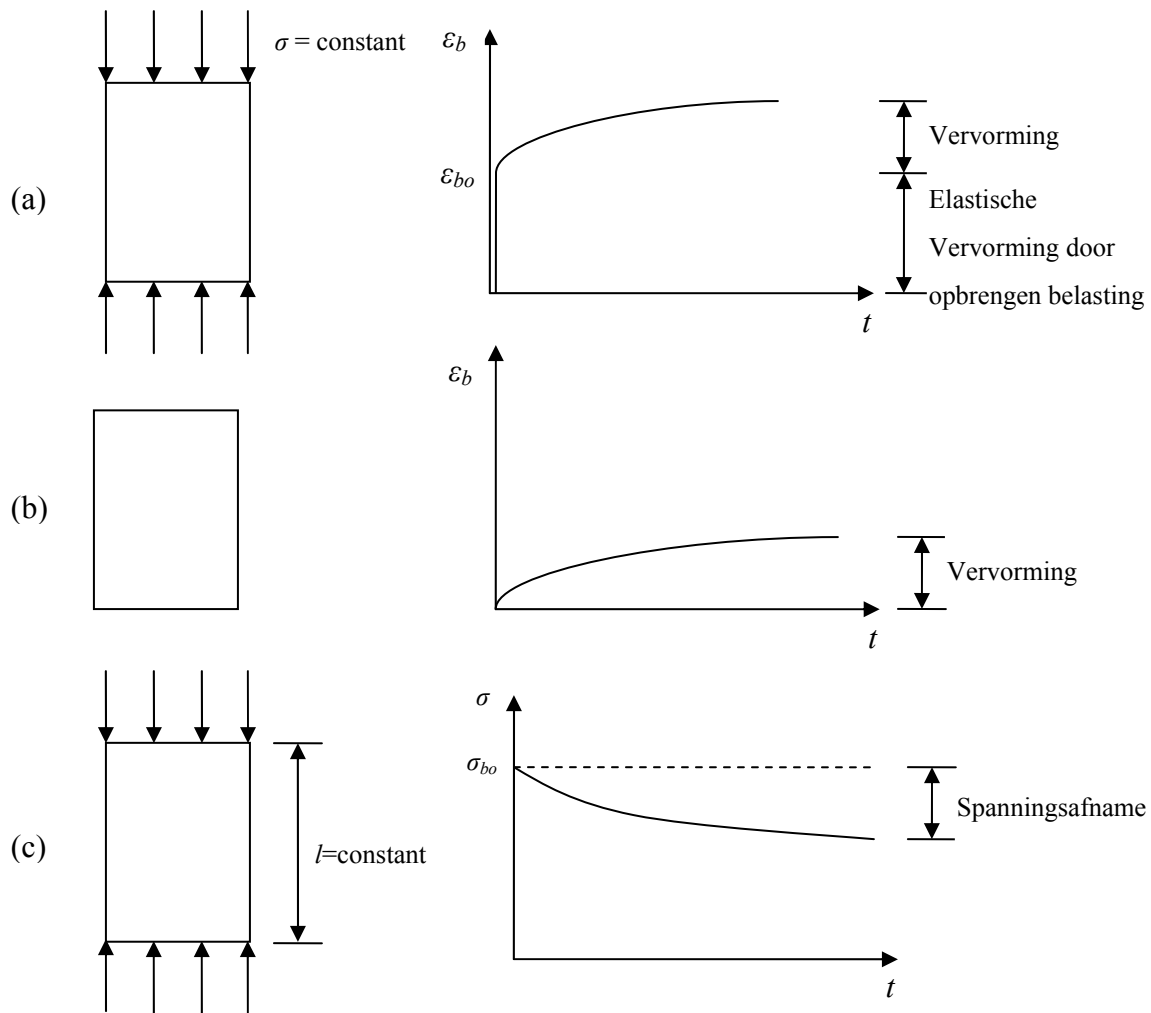 σ = constant
ε_b
Vervorming
ε_bo
(a)
Elastische
Vervorming door
opbrengen belasting
t
ε_b
(b)
Vervorming
t
σ
σ_bo
Spanningsafname
(c)
l=constant
t